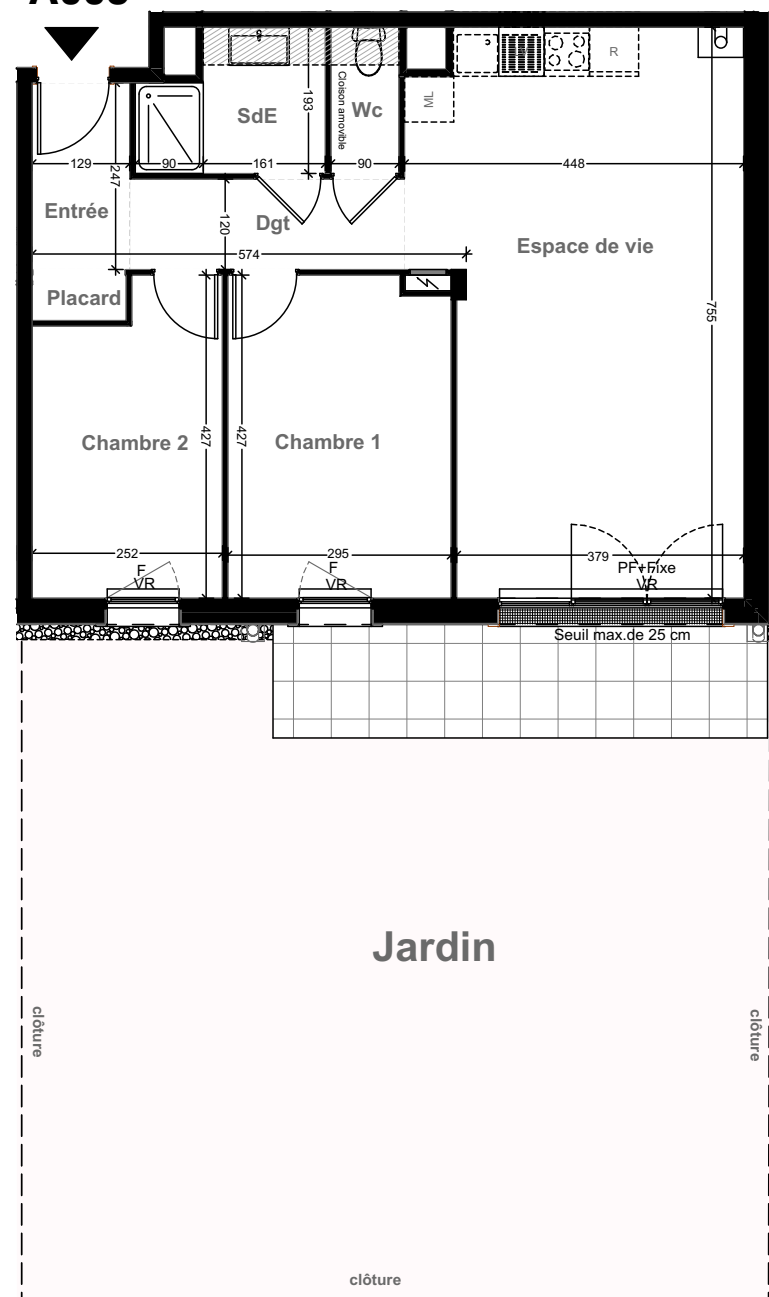 SdE
Wc
Cloison amovible
193
ML
R
129
90
161
90
448
247
Entrée
Dgt
120
574
Espace de vie
Placard
755
Chambre 2
427
427
Chambre 1
252
295
379
F
VR
F
VR
PF+Fixe
VR
Seuil max.de 25 cm
Jardin
clôture
clôture
clôture